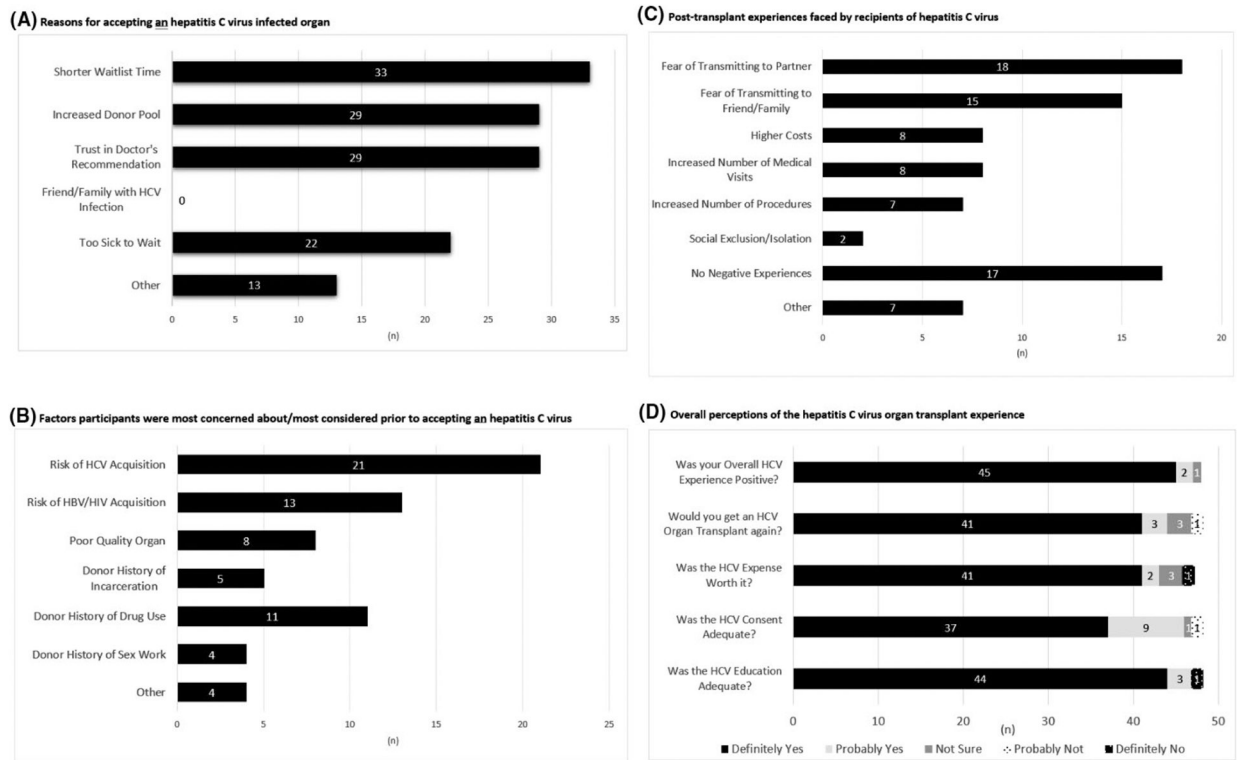 (A) Reasons for accepting an hepatitis C virus infected organ
Shorter Waitlist Time
33
Increased Donor Pool
29
Trust in Doctor's
Recommendation
29
Friend/Family with HCV
Infection
0
Too Sick to Wait
22
Other
13
0 5 10 15 20 25 30 35
(n)
(B) Factors participants were most concerned about/most considered prior to accepting an hepatitis C virus
Risk of HCV Acquisition
21
Risk of HBV/HIV Acquisition
13
Poor Quality Organ
8
Donor History of
Incarceration
5
Donor History of Drug Use
11
Donor History of Sex Work
4
Other
4
0 5 10 15 20 25
(n)
(C) Post-transplant experiences faced by recipients of hepatitis C virus
Fear of Transmitting to Partner
18
Fear of Transmitting to
Friend/Family
15
Higher Costs
8
Increased Number of Medical
Visits
8
Increased Number of Procedures
7
Social Exclusion/Isolation
2
No Negative Experiences
17
Other
7
0 5 10 15 20
(n)
(D) Overall perceptions of the hepatitis C virus organ transplant experience
Was your Overall HCV
Experience Positive?
45 2 1
Would you get an HCV
Organ Transplant again?
41 3 3 1
Was the HCV Expense
Worth it?
41 2 3 1
Was the HCV Consent
Adequate?
37 9 1 1
Was the HCV Education
Adequate?
44 3 1
0 10 20 30 40 50
(n)
Definitely Yes Probably Yes Not Sure Probably Not Definitely No